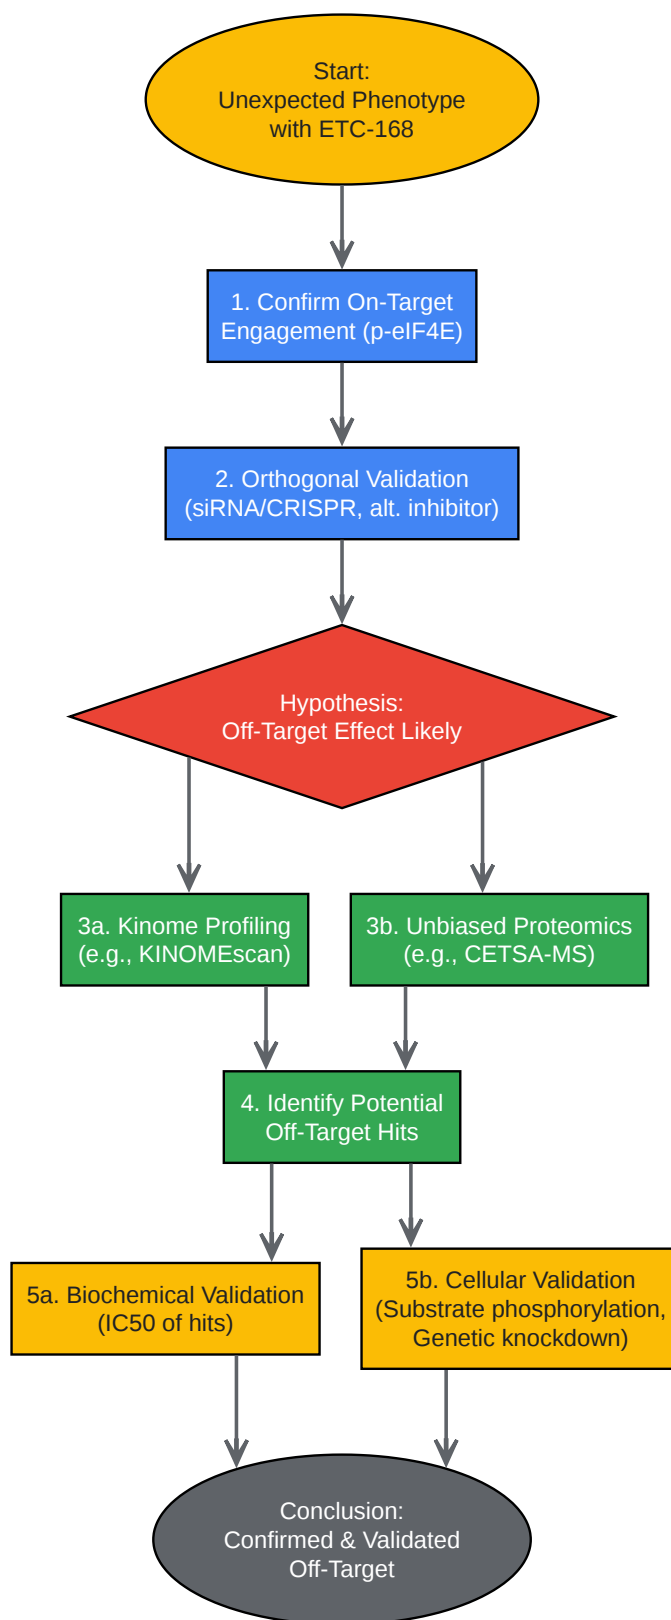 Start:
Unexpected Phenotype
with ETC-168
1. Confirm On-Target
Engagement (p-eIF4E)
2. Orthogonal Validation
(siRNA/CRISPR, alt. inhibitor)
Hypothesis:
Off-Target Effect Likely
3a. Kinome Profiling
(e.g., KINOMEscan)
3b. Unbiased Proteomics
(e.g., CETSA-MS)
4. Identify Potential
Off-Target Hits
5a. Biochemical Validation
(IC50 of hits)
5b. Cellular Validation
(Substrate phosphorylation,
Genetic knockdown)
Conclusion:
Confirmed & Validated
Off-Target